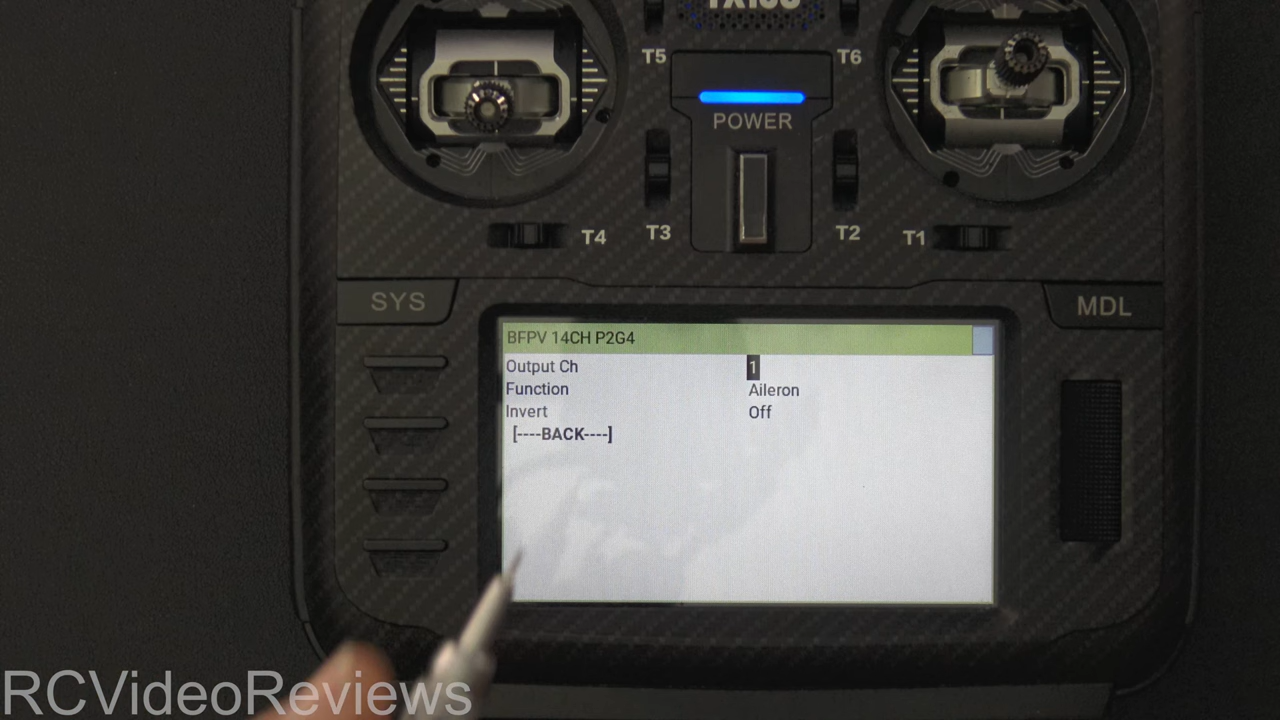 TX16S
T5
T6
POWER
T4
T3
T2
T1
SYS
MDL
BFPV 14CH P2G4
Output Ch 1
Function Aileron
Invert Off
[----BACK----]
RCVideoReviews